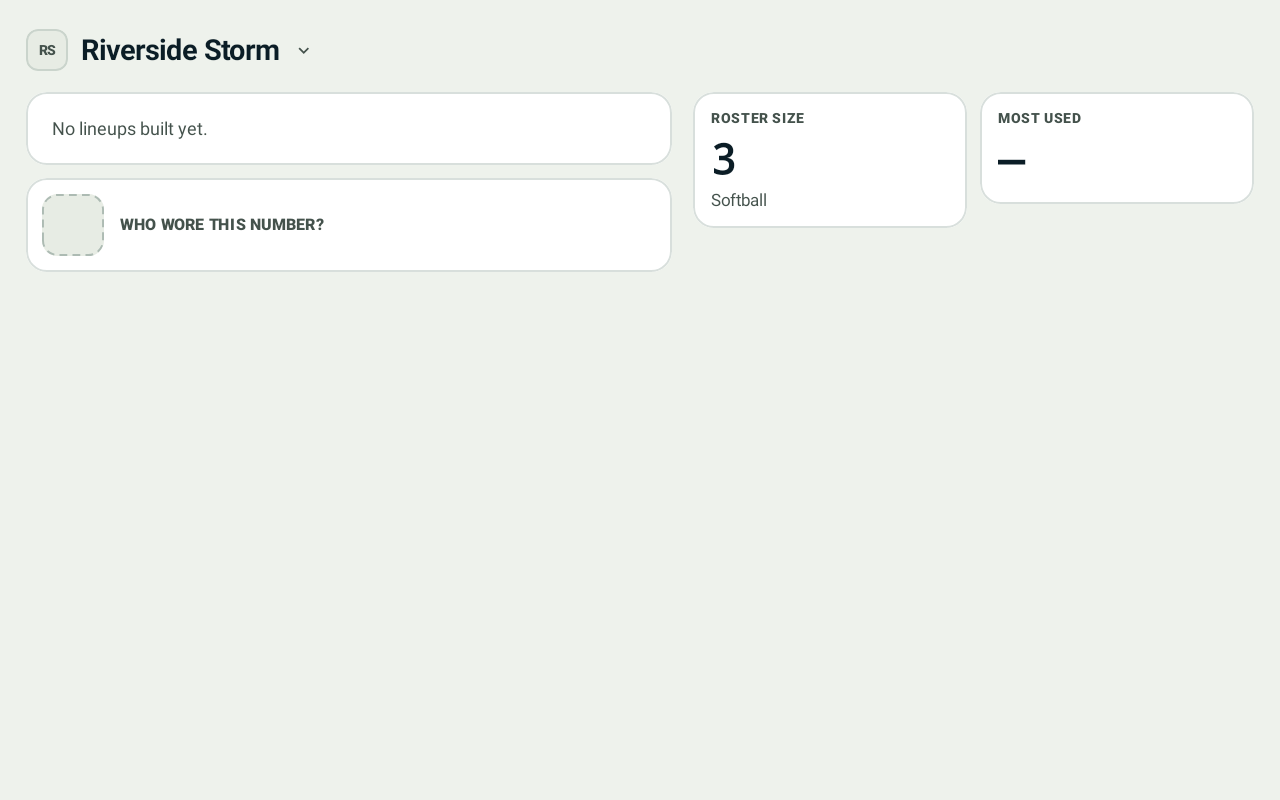 RS
Riverside Storm
No lineups built yet.
WHO WORE THIS NUMBER?
ROSTER SIZE
3
Softball
MOST USED
—